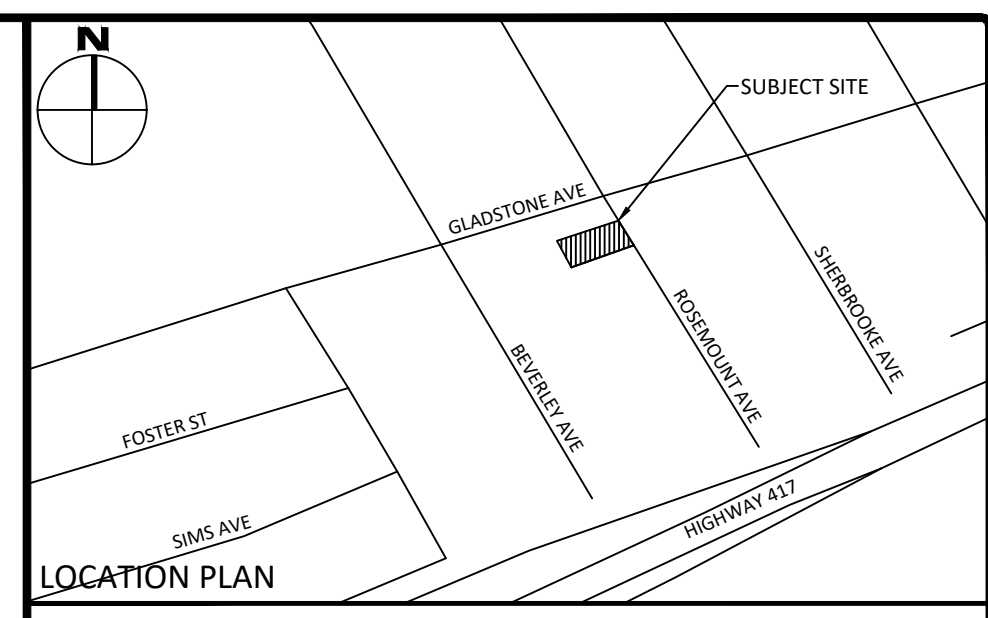 N
SUBJECT SITE
GLADSTONE AVE
SHERBROOKE AVE
ROSEMOUNT AVE
BEVERLEY AVE
FOSTER ST
HIGHWAY 417
SIMS AVE
LOCATION PLAN